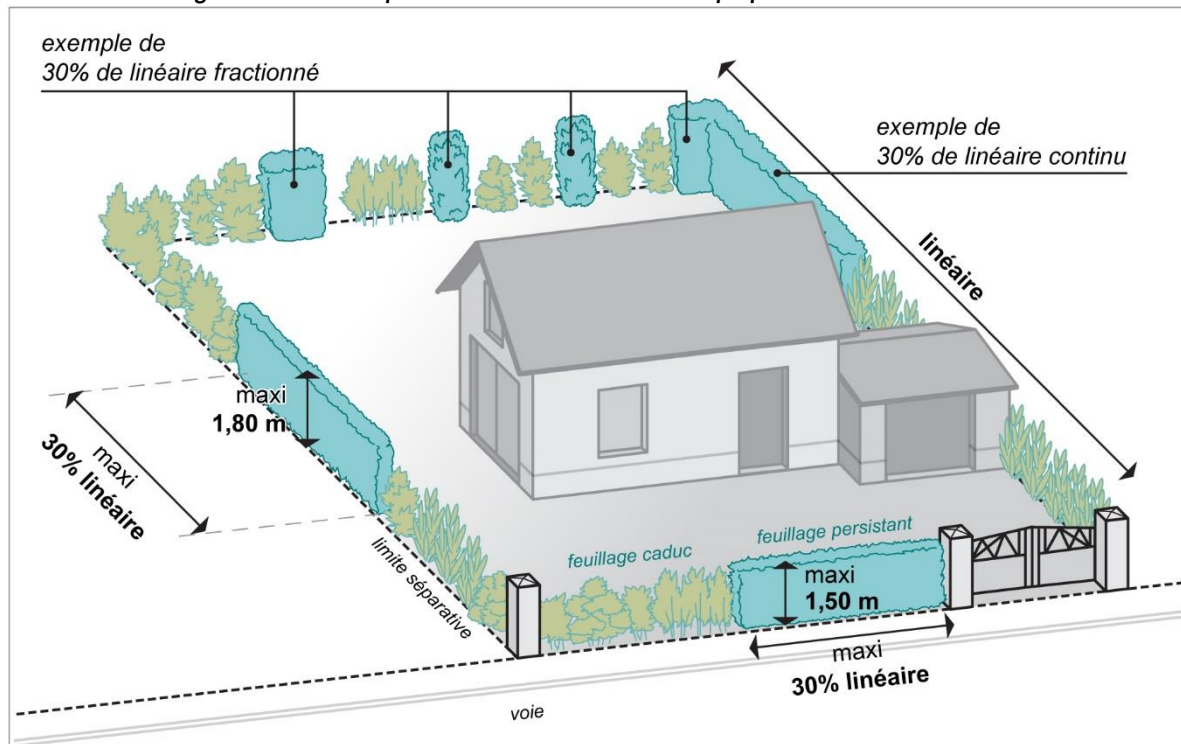 exemple de
30% de linéaire fractionné
exemple de
30% de linéaire continu
linéaire
maxi
1,80 m
maxi
30% linéaire
limite séparative
feuillage caduc
feuillage persistant
maxi
1,50 m
maxi
30% linéaire
voie